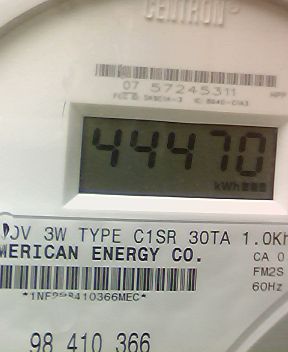 CENTRON®
07 57245311
44470
kWh
0V 3W TYPE C1SR 30TA 1.0Kh
MERICAN ENERGY CO.
CA 0
FM2S
60Hz
98 410 366